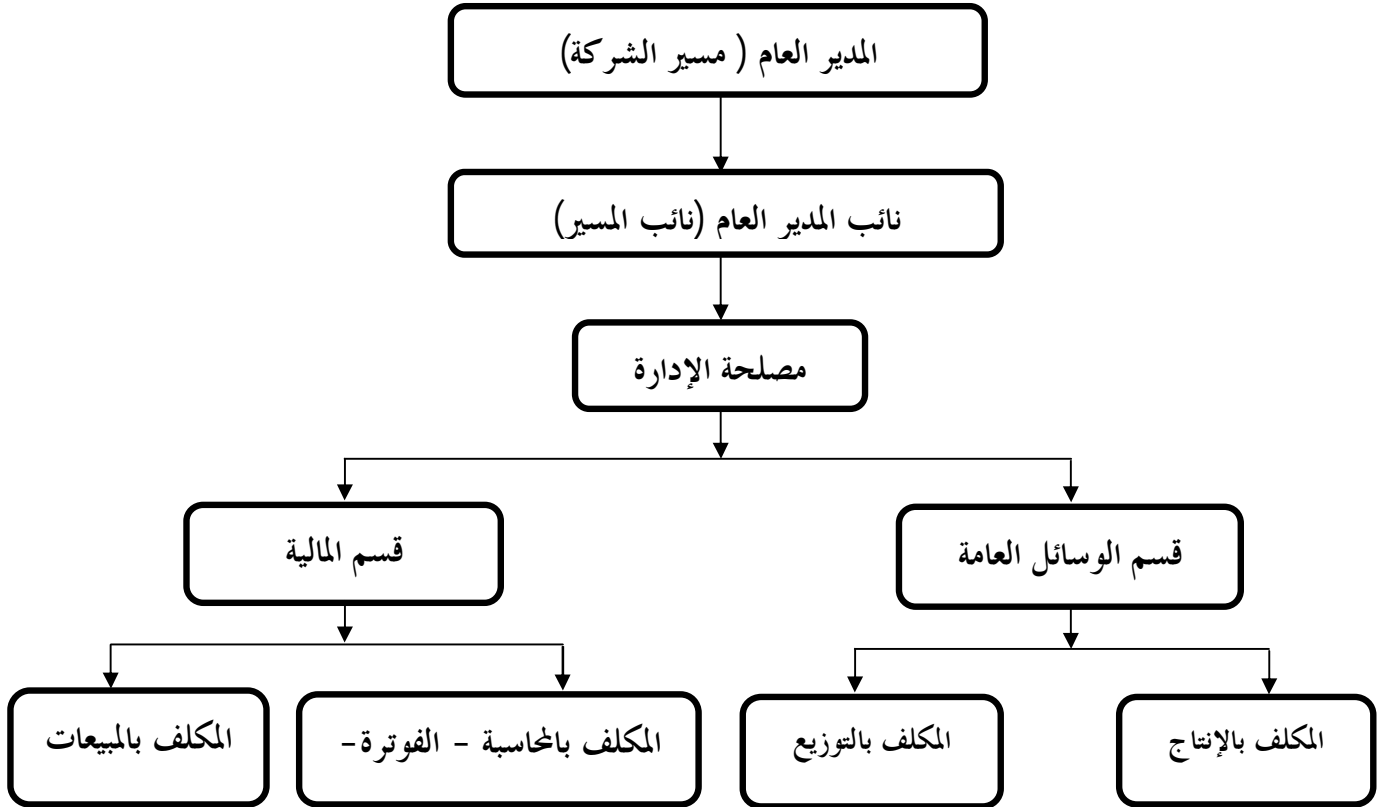 المدير العام ( مسير الشركة)
نائب المدير العام (نائب المسير)
مصلحة الإدارة
قسم الوسائل العامة
قسم المالية
المكلف بالإنتاج
المكلف بالتوزيع
المكلف بالمحاسبة - الفوترة-
المكلف بالمبيعات